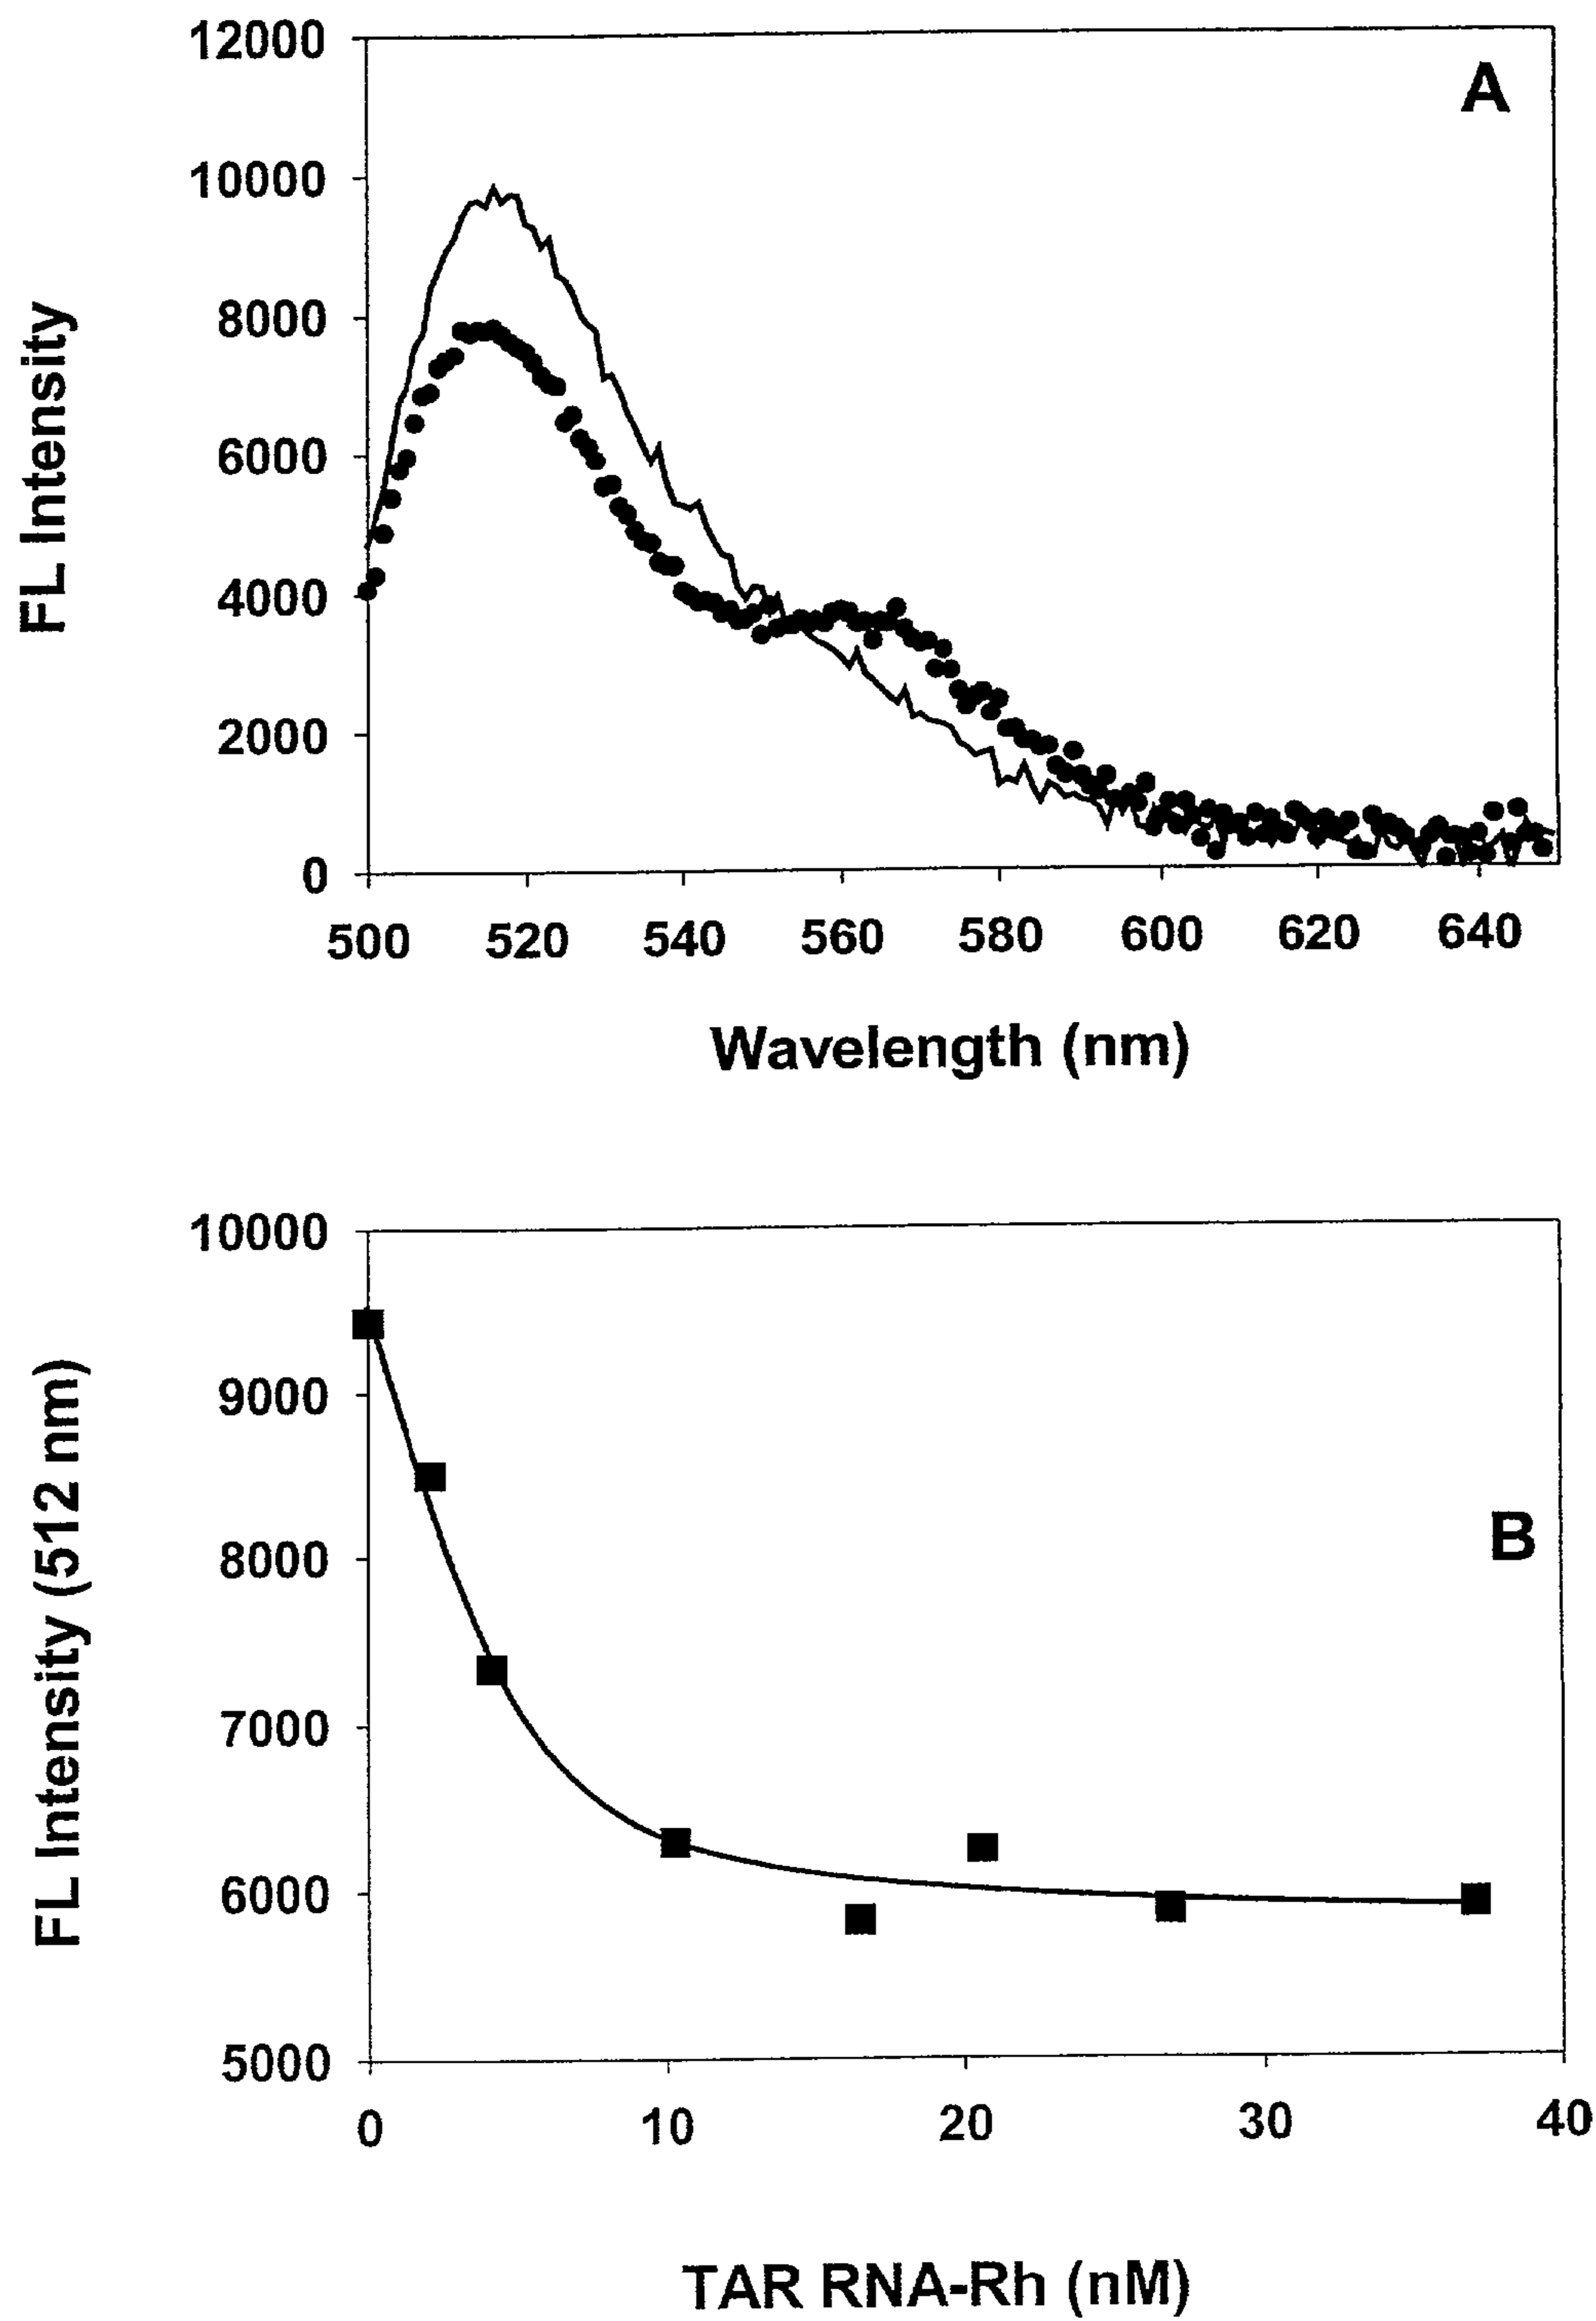 12000
A
10000
8000
6000
4000
2000
0
FL Intensity
500 520 540 560 580 600 620 640
Wavelength (nm)
10000
9000
8000
B
7000
6000
5000
FL Intensity (512 nm)
0 10 20 30 40
TAR RNA-Rh (nM)